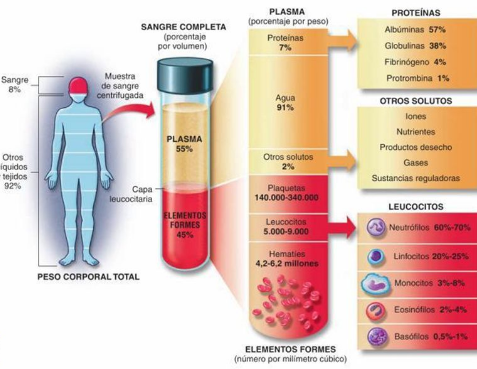 PLASMA
(porcentaje por peso)
PROTEÍNAS
SANGRE COMPLETA
(porcentaje
por volumen)
Proteínas
7%
Albúminas 57%
Globulinas 38%
Fibrinógeno 4%
Protrombina 1%
Sangre
8%
Muestra
de sangre
centrifugada
Agua
91%
OTROS SOLUTOS
Iones
Nutrientes
Productos desecho
Gases
Sustancias reguladoras
PLASMA
55%
Otros
líquidos
y tejidos
92%
Otros solutos
2%
Capa
leucocitaria
Plaquetas
140.000-340.000
LEUCOCITOS
ELEMENTOS
FORMES
45%
Leucocitos
5.000-9.000
Neutrófilos 60%-70%
Hematíes
4,2-6,2 millones
Linfocitos 20%-25%
Monocitos 3%-8%
PESO CORPORAL TOTAL
Eosinófilos 2%-4%
Basófilos 0,5%-1%
ELEMENTOS FORMES
(número por milímetro cúbico)